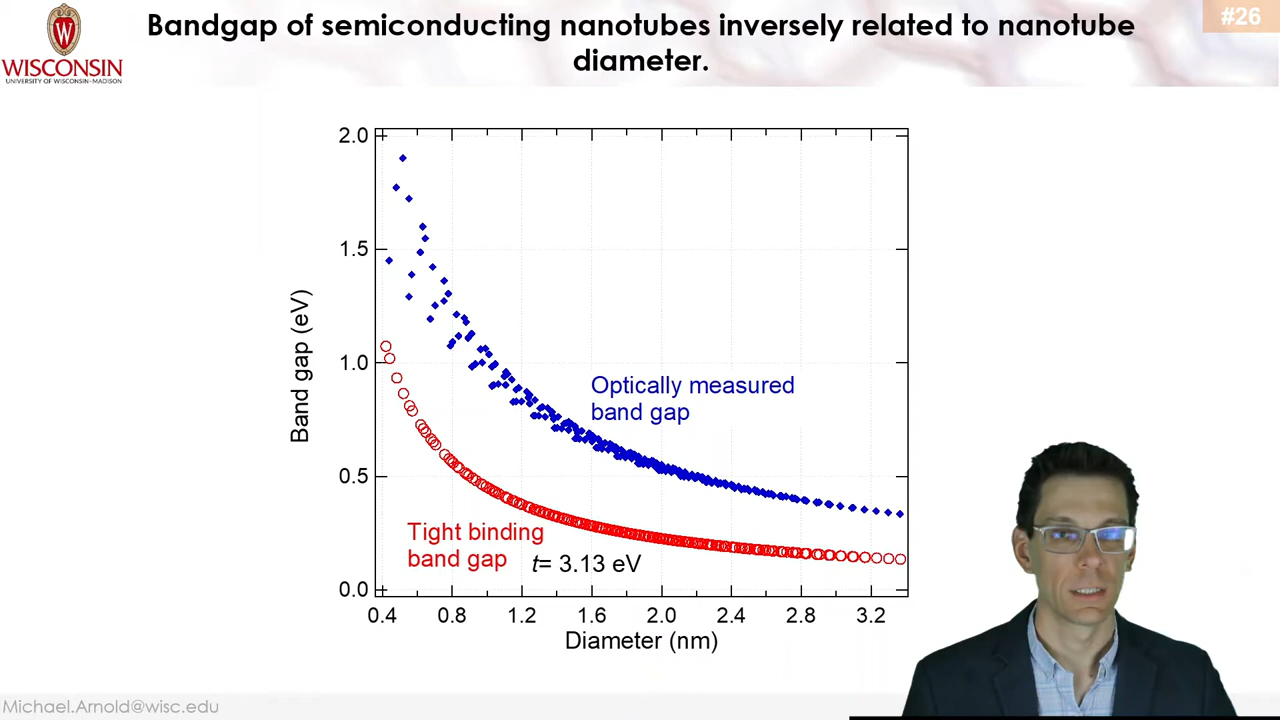 Bandgap of semiconducting nanotubes inversely related to nanotube
diameter.
#26
W
WISCONSIN
UNIVERSITY OF WISCONSIN-MADISON
2.0
1.5
1.0
0.5
0.0
Band gap (eV)
Optically measured
band gap
Tight binding
band gap
t= 3.13 eV
0.4 0.8 1.2 1.6 2.0 2.4 2.8 3.2
Diameter (nm)
Michael.Arnold@wisc.edu